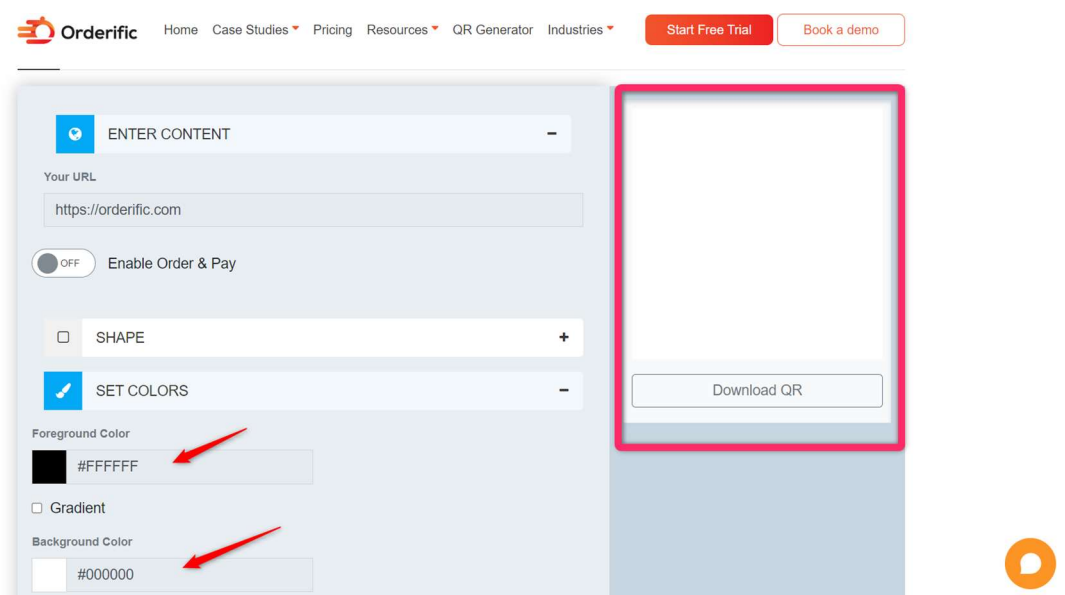 Orderific
Home Case Studies Pricing Resources QR Generator Industries Start Free Trial Book a demo
ENTER CONTENT
Your URL
https://orderific.com
OFF Enable Order & Pay
SHAPE
SET COLORS
Download QR
Foreground Color
#FFFFFF
Gradient
Background Color
#000000